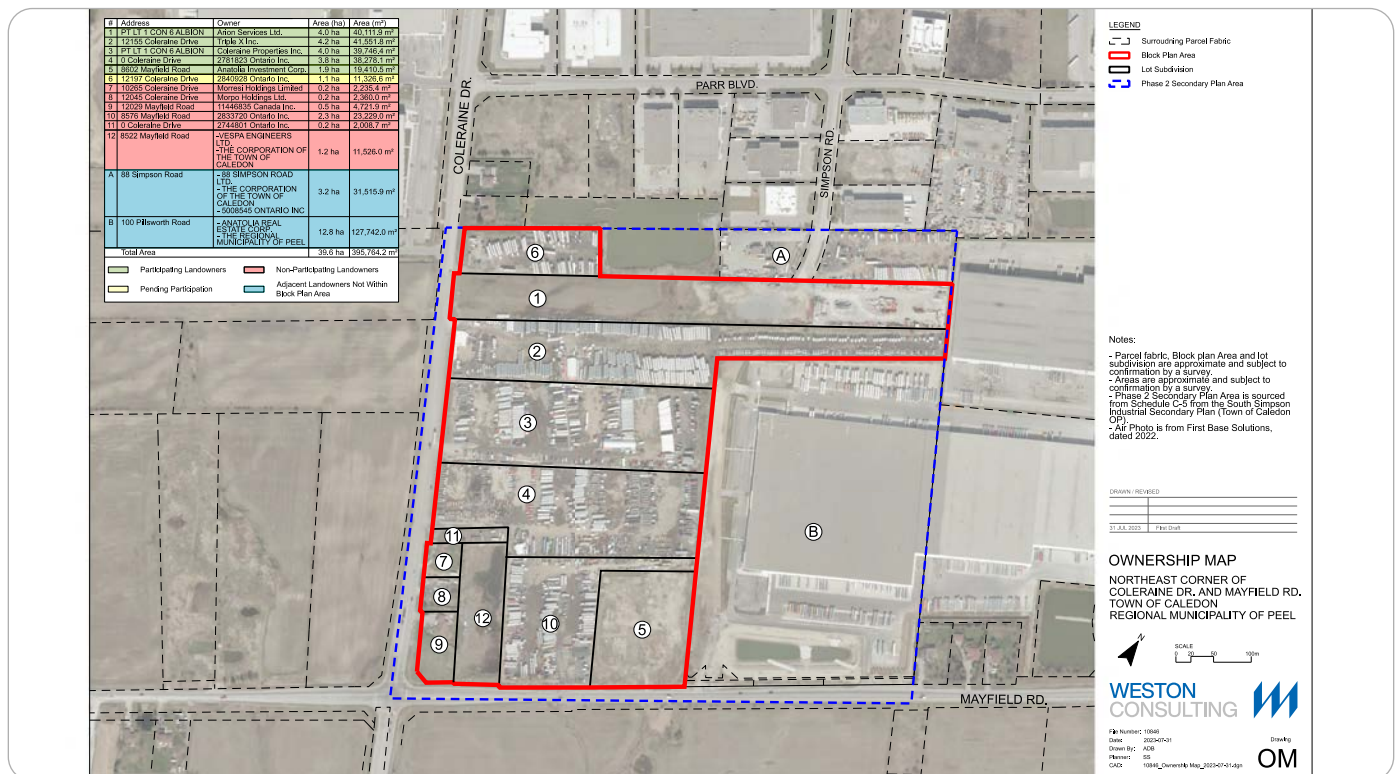 # Address Owner Area (ha) Area (m²)
1 PT LT 1 CON 6 ALBION Arion Services Ltd. 4.0 ha 40,111.9 m²
2 12155 Coleraine Drive Triple X Inc. 4.2 ha 41,551.8 m²
3 PT LT 1 CON 6 ALBION Coleraine Properties Inc. 4.0 ha 39,746.4 m²
4 0 Coleraine Drive 2781823 Ontario Inc. 3.8 ha 38,278.1 m²
5 8602 Mayfield Road Anatolia Investment Corp. 1.9 ha 19,410.5 m²
6 12197 Coleraine Drive 2840928 Ontario Inc. 1.1 ha 11,326.6 m²
7 10265 Coleraine Drive Morresi Holdings Limited 0.2 ha 2,235.4 m²
8 12045 Coleraine Drive Morpo Holdings Ltd. 0.2 ha 2,360.0 m²
9 12029 Mayfield Road 11446835 Canada Inc. 0.5 ha 4,721.9 m²
10 8576 Mayfield Road 2833720 Ontario Inc. 2.3 ha 23,229.0 m²
11 0 Coleraine Drive 2744801 Ontario Inc. 0.2 ha 2,008.7 m²
12 8522 Mayfield Road -VESPA ENGINEERS
LTD.
-THE CORPORATION OF
THE TOWN OF
CALEDON
1.2 ha 11,526.0 m²
A 88 Simpson Road - 88 SIMPSON ROAD
LTD.
- THE CORPORATION
OF THE TOWN OF
CALEDON
- 5008545 ONTARIO INC
3.2 ha 31,515.9 m²
B 100 Pillsworth Road - ANATOLIA REAL
ESTATE CORP.
- THE REGIONAL
MUNICIPALITY OF PEEL
12.8 ha 127,742.0 m²
Total Area 39.6 ha 395,764.2 m²
Participating Landowners
Non-Participating Landowners
Pending Participation
Adjacent Landowners Not Within
Block Plan Area
COLERAINE DR.
PARR BLVD.
SIMPSON RD.
6
A
1
2
3
4
11
7
8
9
12
10
5
B
MAYFIELD RD.
LEGEND
Surroudning Parcel Fabric
Block Plan Area
Lot Subdivision
Phase 2 Secondary Plan Area
Notes:
- Parcel fabric, Block plan Area and lot
subdivision are approximate and subject to
confirmation by a survey.
- Areas are approximate and subject to
confirmation by a survey.
- Phase 2 Secondary Plan Area is sourced
from Schedule C-5 from the South Simpson
Industrial Secondary Plan (Town of Caledon
OP).
- Air Photo is from First Base Solutions,
dated 2022.
DRAWN / REVISED
31 JUL 2023 First Draft
OWNERSHIP MAP
NORTHEAST CORNER OF
COLERAINE DR. AND MAYFIELD RD.
TOWN OF CALEDON
REGIONAL MUNICIPALITY OF PEEL
N
SCALE
0 20 50 100m
WESTON
CONSULTING
File Number: 10846
Date: 2023-07-31
Drawn By: ADB
Planner: SS
CAD: 10846_Ownership Map_2023-07-31.dgn
Drawing
OM